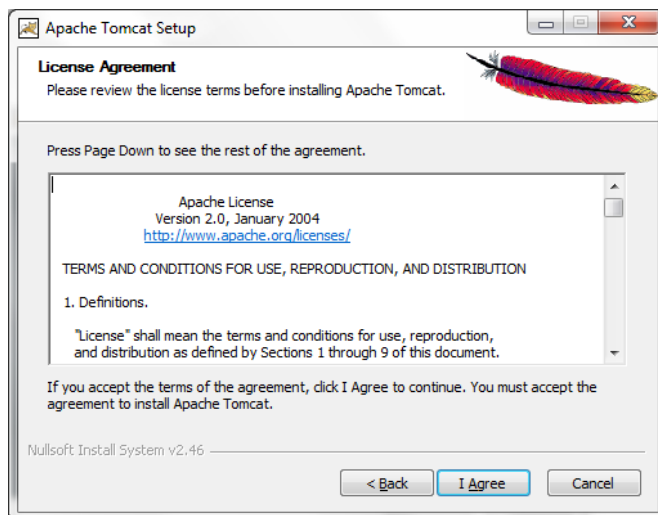 Apache Tomcat Setup
License Agreement
Please review the license terms before installing Apache Tomcat.
Press Page Down to see the rest of the agreement.
Apache License
Version 2.0, January 2004
http://www.apache.org/licenses/
TERMS AND CONDITIONS FOR USE, REPRODUCTION, AND DISTRIBUTION
1. Definitions.
"License" shall mean the terms and conditions for use, reproduction,
and distribution as defined by Sections 1 through 9 of this document.
If you accept the terms of the agreement, click I Agree to continue. You must accept the
agreement to install Apache Tomcat.
Nullsoft Install System v2.46
< Back
I Agree
Cancel